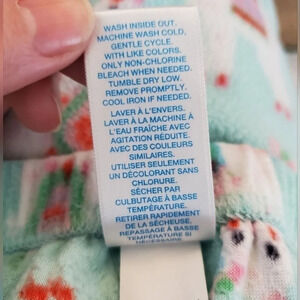 WASH INSIDE OUT.
MACHINE WASH COLD,
GENTLE CYCLE.
WITH LIKE COLORS.
ONLY NON-CHLORINE
BLEACH WHEN NEEDED.
TUMBLE DRY LOW.
REMOVE PROMPTLY.
COOL IRON IF NEEDED.
LAVER À L'ENVERS.
LAVER À LA MACHINE À
L'EAU FRAÎCHE AVEC
AGITATION RÉDUITE.
AVEC DES COULEURS
SIMILAIRES.
UTILISER SEULEMENT
UN DÉCOLORANT SANS
CHLORURE.
SÉCHER PAR
CULBUTAGE À BASSE
TEMPÉRATURE.
RETIRER RAPIDEMENT
DE LA SÉCHEUSE.
REPASSAGE À BASSE
TEMPÉRATURE SI
NÉCESSAIRE